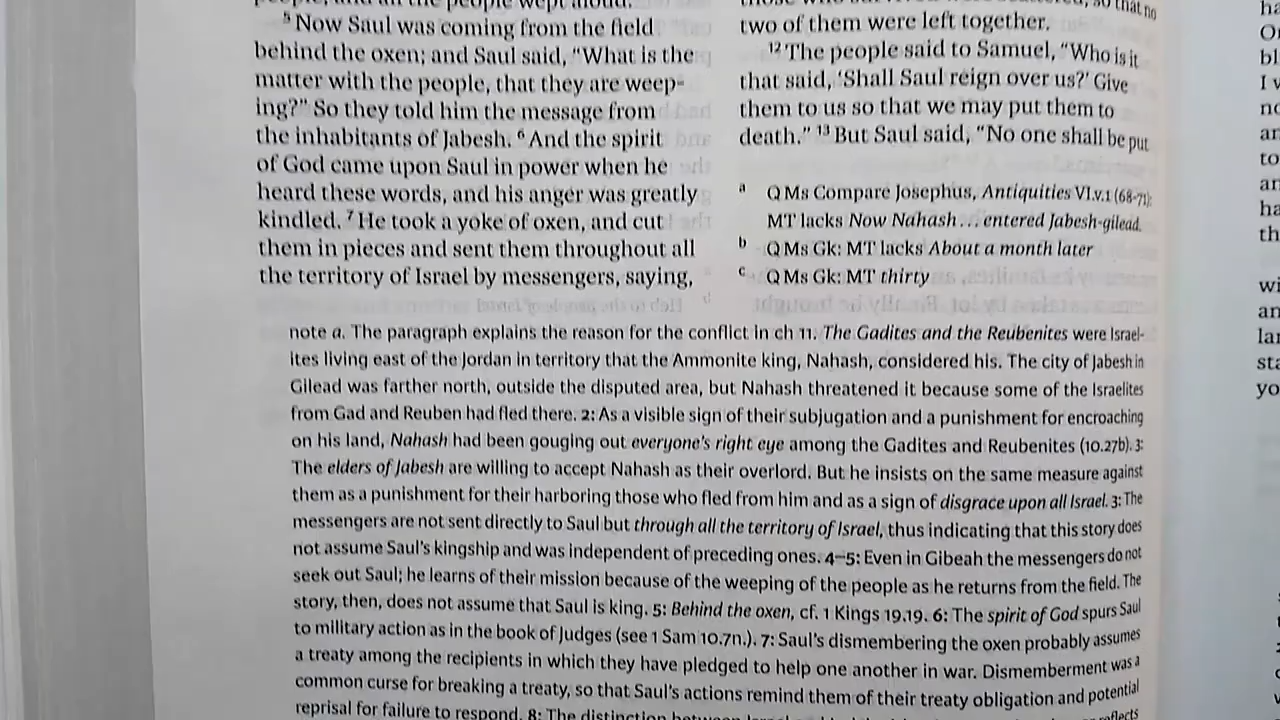 people, and all the people wept aloud.
5 Now Saul was coming from the field
behind the oxen; and Saul said, “What is the
matter with the people, that they are weep-
ing?” So they told him the message from
the inhabitants of Jabesh. 6 And the spirit
of God came upon Saul in power when he
heard these words, and his anger was greatly
kindled. 7 He took a yoke of oxen, and cut
them in pieces and sent them throughout all
the territory of Israel by messengers, saying,
so that no
two of them were left together.
12 The people said to Samuel, “Who is it
that said, ‘Shall Saul reign over us?’ Give
them to us so that we may put them to
death.” 13 But Saul said, “No one shall be put
a Q Ms Compare Josephus, Antiquities VI.v.1 (68-71):
MT lacks Now Nahash . . . entered Jabesh-gilead.
b Q Ms Gk: MT lacks About a month later
c Q Ms Gk: MT thirty
note a. The paragraph explains the reason for the conflict in ch 11. The Gadites and the Reubenites were Israel-
ites living east of the Jordan in territory that the Ammonite king, Nahash, considered his. The city of Jabesh in
Gilead was farther north, outside the disputed area, but Nahash threatened it because some of the Israelites
from Gad and Reuben had fled there. 2: As a visible sign of their subjugation and a punishment for encroaching
on his land, Nahash had been gouging out everyone’s right eye among the Gadites and Reubenites (10.27b). 3:
The elders of Jabesh are willing to accept Nahash as their overlord. But he insists on the same measure against
them as a punishment for their harboring those who fled from him and as a sign of disgrace upon all Israel. 3: The
messengers are not sent directly to Saul but through all the territory of Israel, thus indicating that this story does
not assume Saul’s kingship and was independent of preceding ones. 4–5: Even in Gibeah the messengers do not
seek out Saul; he learns of their mission because of the weeping of the people as he returns from the field. The
story, then, does not assume that Saul is king. 5: Behind the oxen, cf. 1 Kings 19.19. 6: The spirit of God spurs Saul
to military action as in the book of Judges (see 1 Sam 10.7n.). 7: Saul’s dismembering the oxen probably assumes
a treaty among the recipients in which they have pledged to help one another in war. Dismemberment was a
common curse for breaking a treaty, so that Saul’s actions remind them of their treaty obligation and potential
reprisal for failure to respond. 8: The distinction between